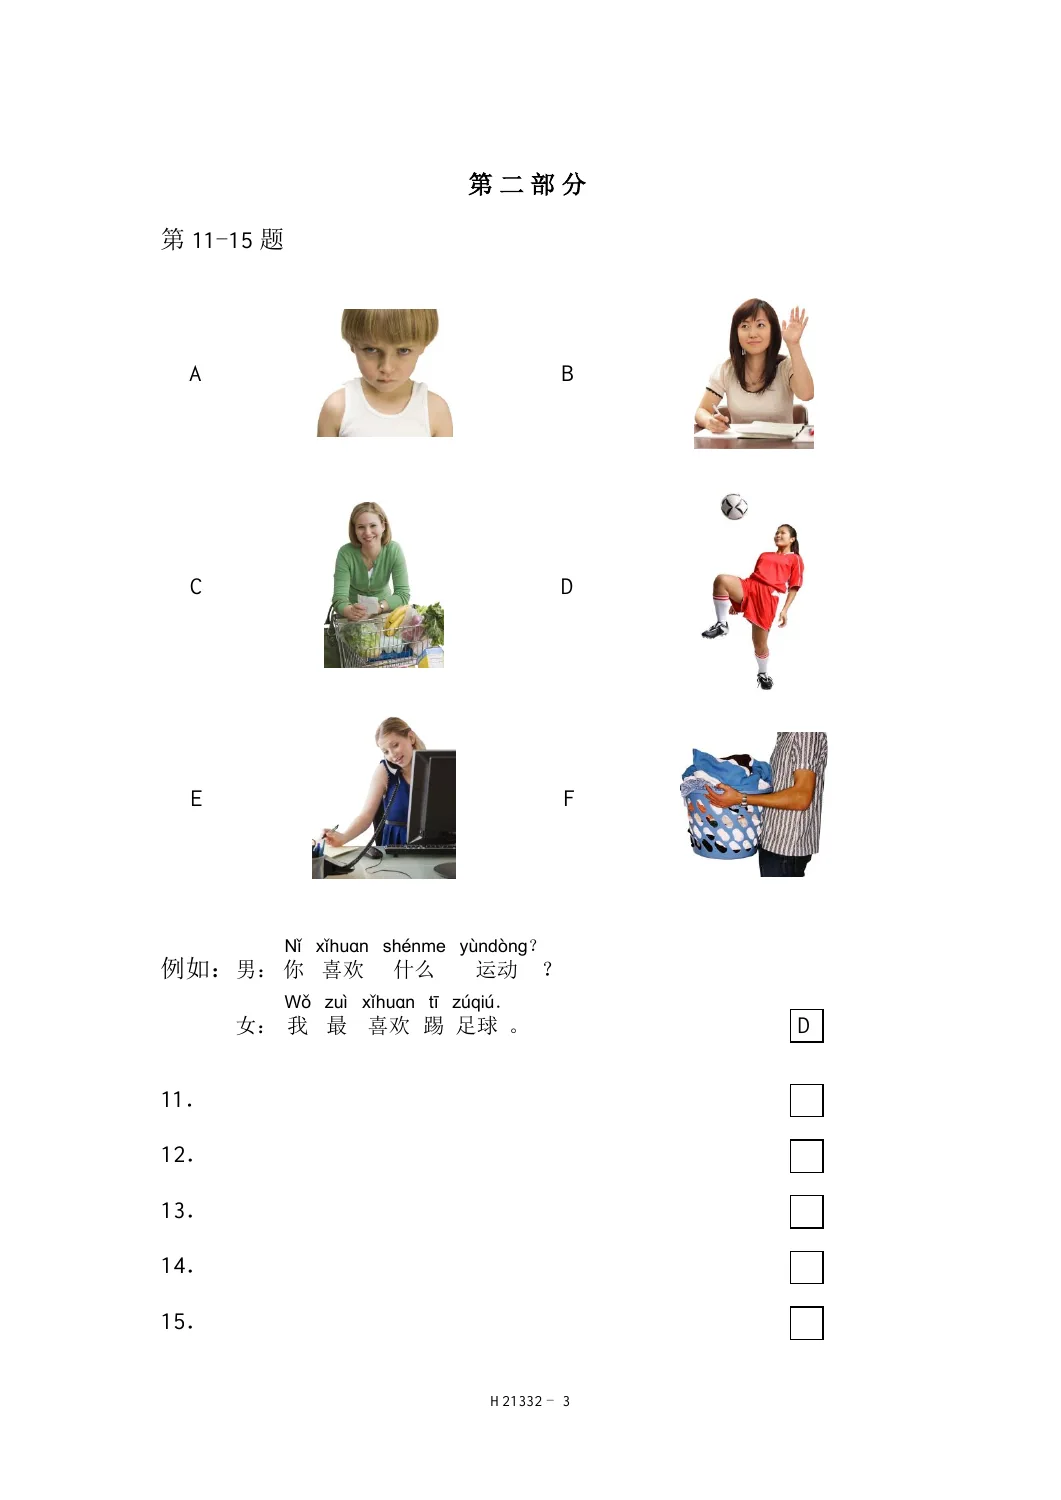 第二部分
第 11-15 题
A
B
C
D
E
F
Nǐ xǐhuan shénme yùndòng?
例如：男：你 喜欢 什么 运动 ？
Wǒ zuì xǐhuan tī zúqiú.
女：我 最 喜欢 踢 足球 。
D
11.
12.
13.
14.
15.
H21332 - 3